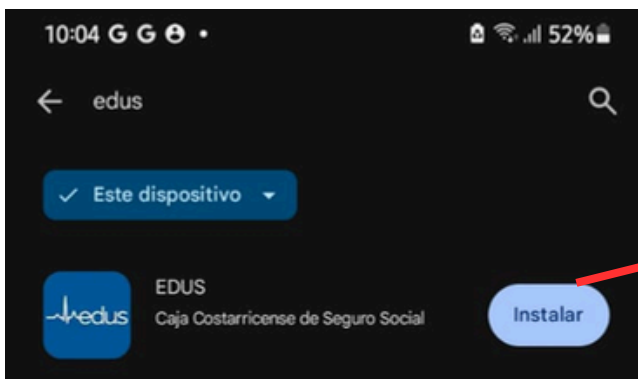 10:04 G G 52%
edus
Este dispositivo
EDUS
edus Caja Costarricense de Seguro Social Instalar